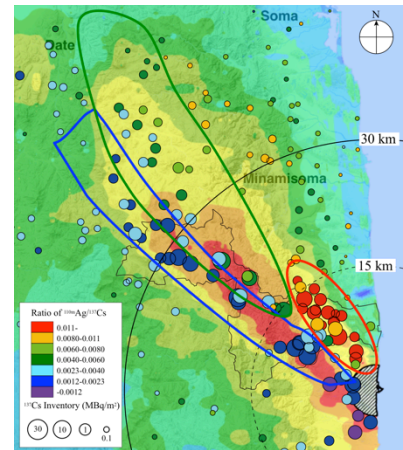 Soma
N
Date
30 km
Minamisoma
15 km
Ratio of ¹¹⁰ᵐAg/¹³⁷Cs
0.011-
0.0080-0.011
0.0060-0.0080
0.0040-0.0060
0.0023-0.0040
0.0012-0.0023
-0.0012
¹³⁷Cs Inventory (MBq/m²)
30 10 1 0.1